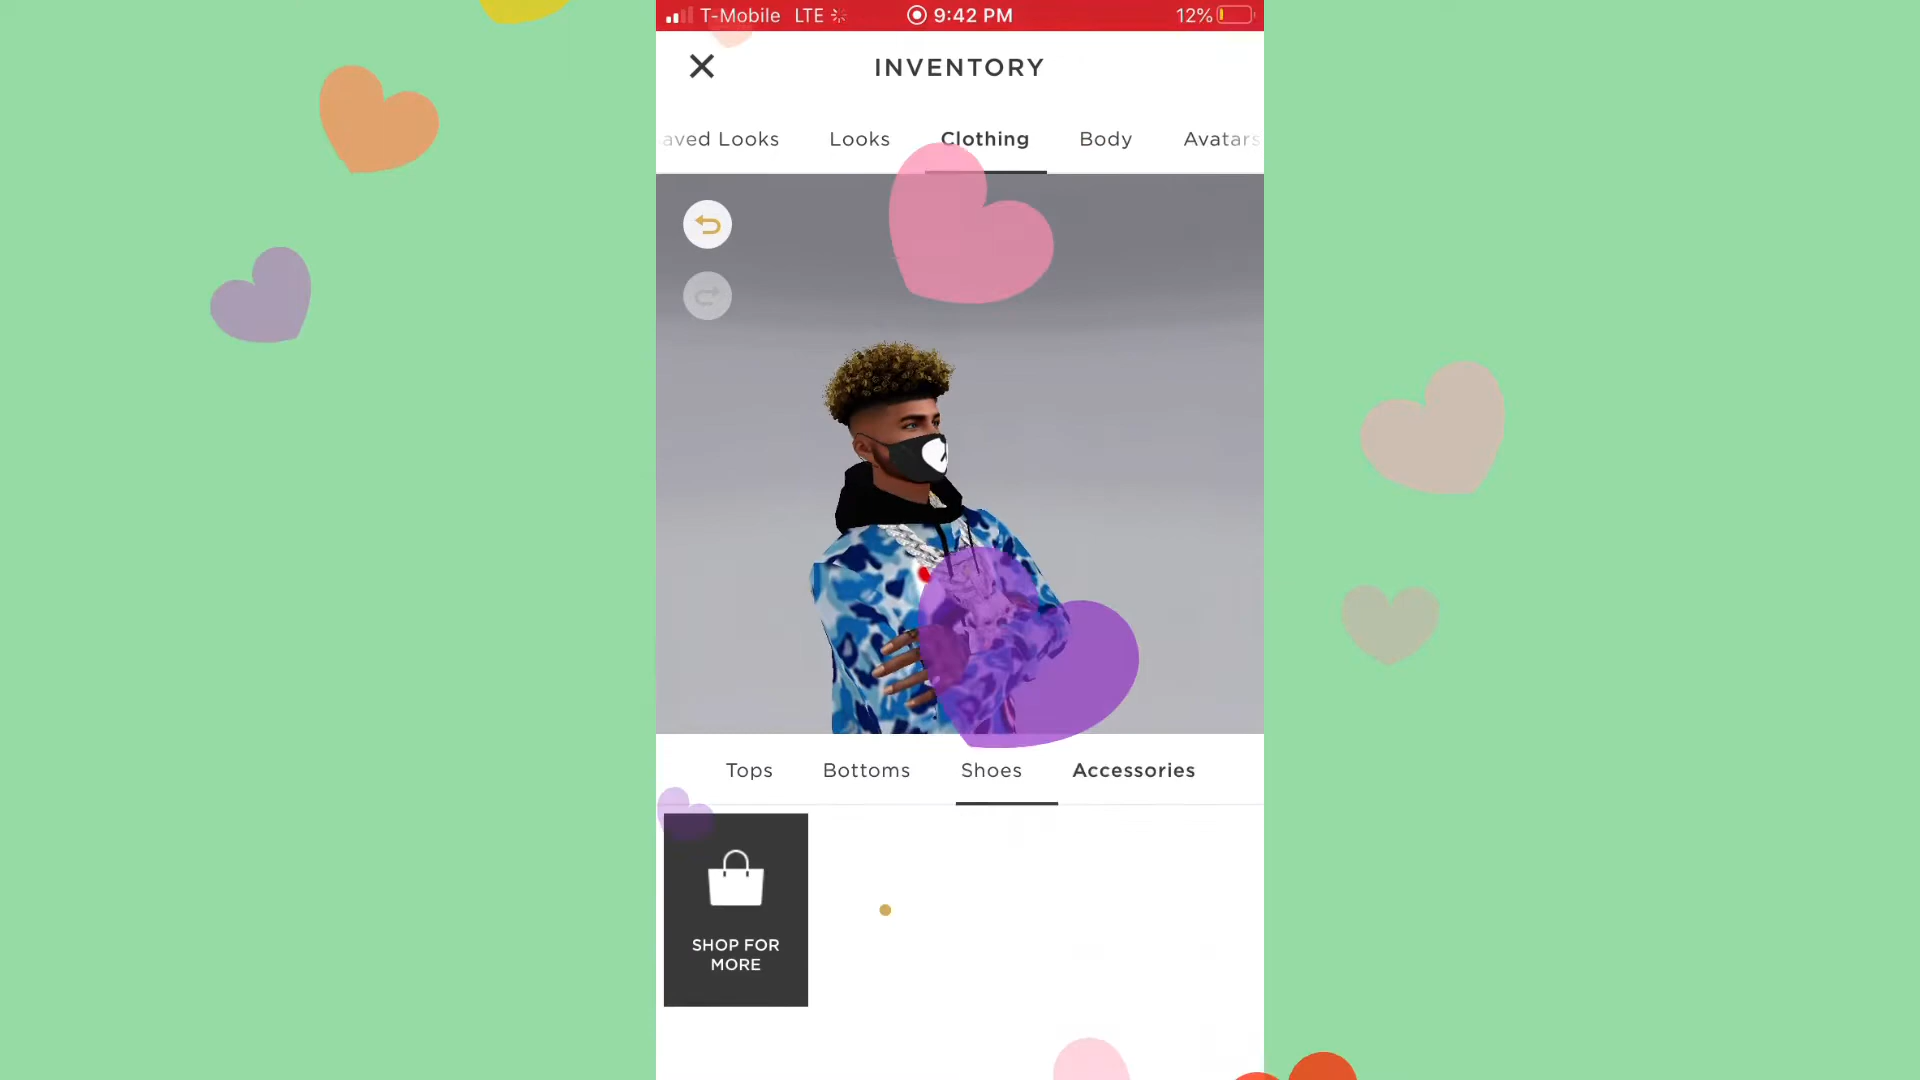 T-Mobile LTE 9:42 PM 12%
INVENTORY
aved Looks Looks Clothing Body Avatars
Tops Bottoms Shoes Accessories
SHOP FOR
MORE